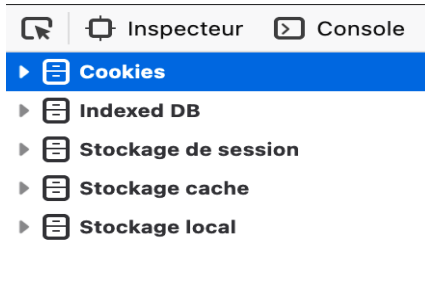 Inspecteur Console
Cookies
Indexed DB
Stockage de session
Stockage cache
Stockage local